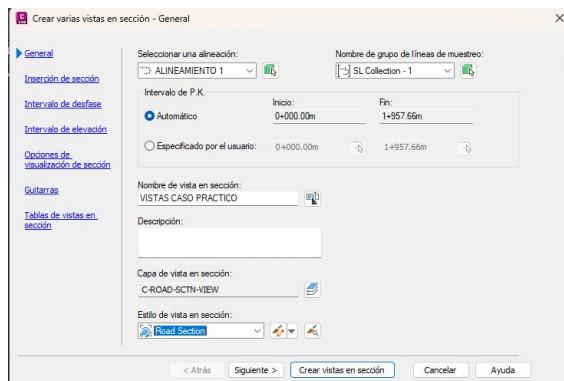 Crear varias vistas en sección - General
General
Inserción de sección
Intervalo de desfase
Intervalo de elevación
Opciones de
visualización de sección
Guitarras
Tablas de vistas en
sección
Seleccionar una alineación:
ALINEAMIENTO 1
Nombre de grupo de líneas de muestreo:
SL Collection - 1
Intervalo de P.K.
Inicio:
Fin:
Automático
0+000.00m
1+957.66m
Especificado por el usuario:
0+000.00m
1+957.66m
Nombre de vista en sección:
VISTAS CASO PRACTICO
Descripción:
Capa de vista en sección:
C-ROAD-SCTN-VIEW
Estilo de vista en sección:
Road Section
< Atrás
Siguiente >
Crear vistas en sección
Cancelar
Ayuda